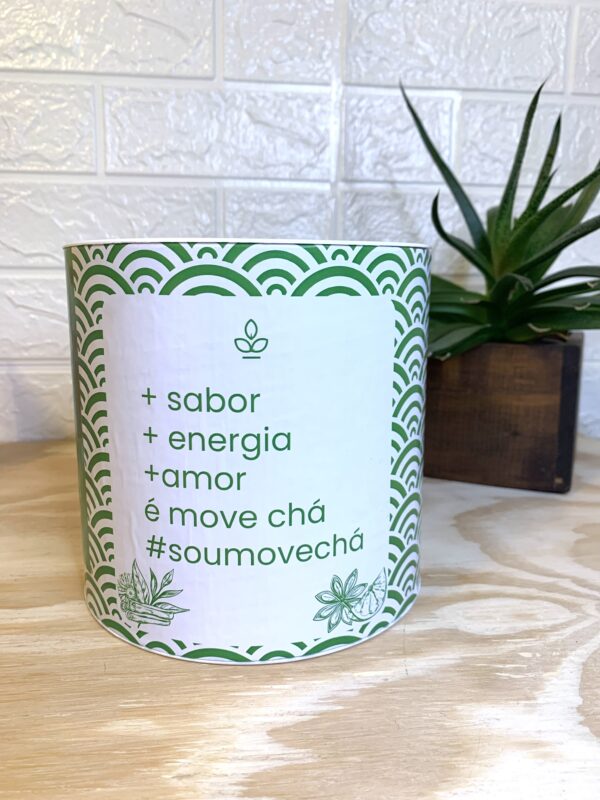 + sabor
+ energia
+amor
é move chá
#soumovechá